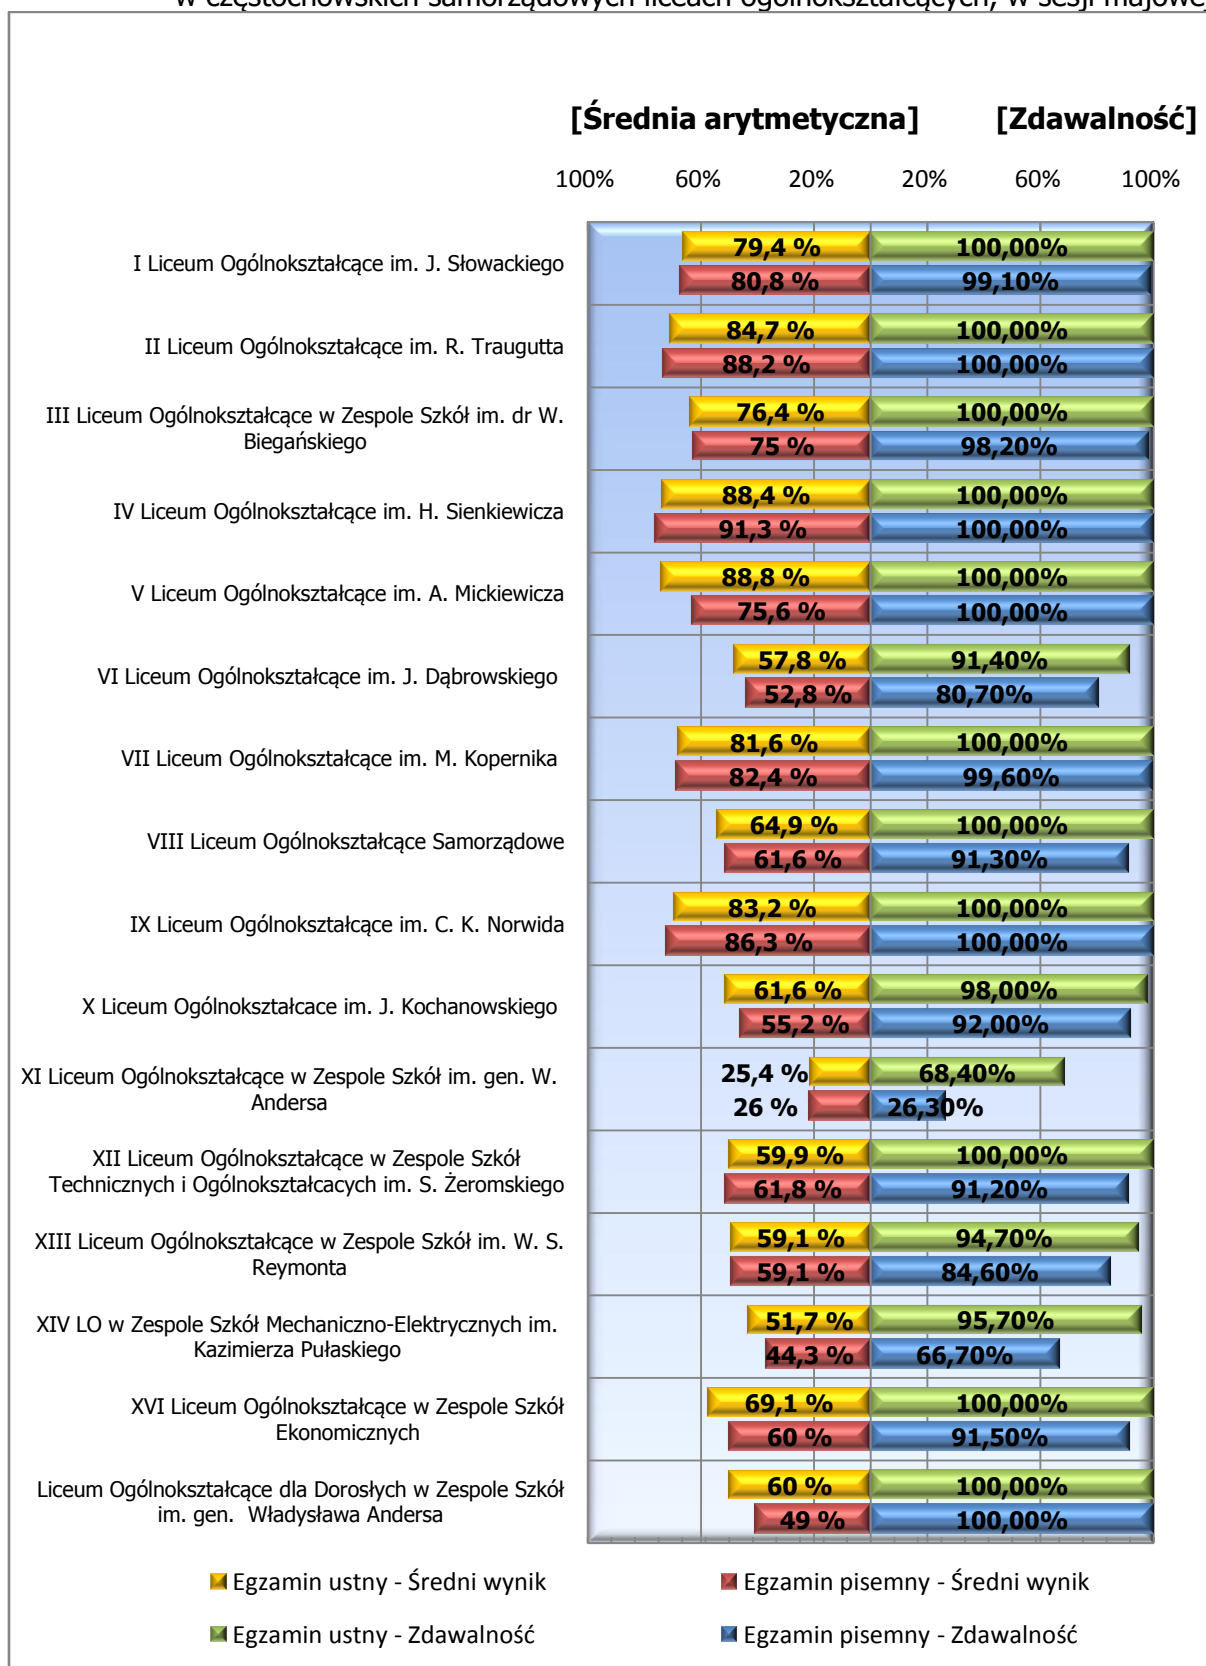 w częstochowskich samorządowych liceach ogólnokształcących, w sesji majowej
[Średnia arytmetyczna] [Zdawalność]
100% 60% 20% 20% 60% 100%
I Liceum Ogólnokształcące im. J. Słowackiego
79,4 % 100,00%
80,8 % 99,10%
II Liceum Ogólnokształcące im. R. Traugutta
84,7 % 100,00%
88,2 % 100,00%
III Liceum Ogólnokształcące w Zespole Szkół im. dr W.
Biegańskiego
76,4 % 100,00%
75 % 98,20%
IV Liceum Ogólnokształcące im. H. Sienkiewicza
88,4 % 100,00%
91,3 % 100,00%
V Liceum Ogólnokształcące im. A. Mickiewicza
88,8 % 100,00%
75,6 % 100,00%
VI Liceum Ogólnokształcące im. J. Dąbrowskiego
57,8 % 91,40%
52,8 % 80,70%
VII Liceum Ogólnokształcące im. M. Kopernika
81,6 % 100,00%
82,4 % 99,60%
VIII Liceum Ogólnokształcące Samorządowe
64,9 % 100,00%
61,6 % 91,30%
IX Liceum Ogólnokształcące im. C. K. Norwida
83,2 % 100,00%
86,3 % 100,00%
X Liceum Ogólnokształcace im. J. Kochanowskiego
61,6 % 98,00%
55,2 % 92,00%
XI Liceum Ogólnokształcące w Zespole Szkół im. gen. W.
Andersa
25,4 % 68,40%
26 % 26,30%
XII Liceum Ogólnokształcące w Zespole Szkół
Technicznych i Ogólnokształcacych im. S. Żeromskiego
59,9 % 100,00%
61,8 % 91,20%
XIII Liceum Ogólnokształcące w Zespole Szkół im. W. S.
Reymonta
59,1 % 94,70%
59,1 % 84,60%
XIV LO w Zespole Szkół Mechaniczno-Elektrycznych im.
Kazimierza Pułaskiego
51,7 % 95,70%
44,3 % 66,70%
XVI Liceum Ogólnokształcące w Zespole Szkół
Ekonomicznych
69,1 % 100,00%
60 % 91,50%
Liceum Ogólnokształcące dla Dorosłych w Zespole Szkół
im. gen. Władysława Andersa
60 % 100,00%
49 % 100,00%
Egzamin ustny - Średni wynik Egzamin pisemny - Średni wynik
Egzamin ustny - Zdawalność Egzamin pisemny - Zdawalność